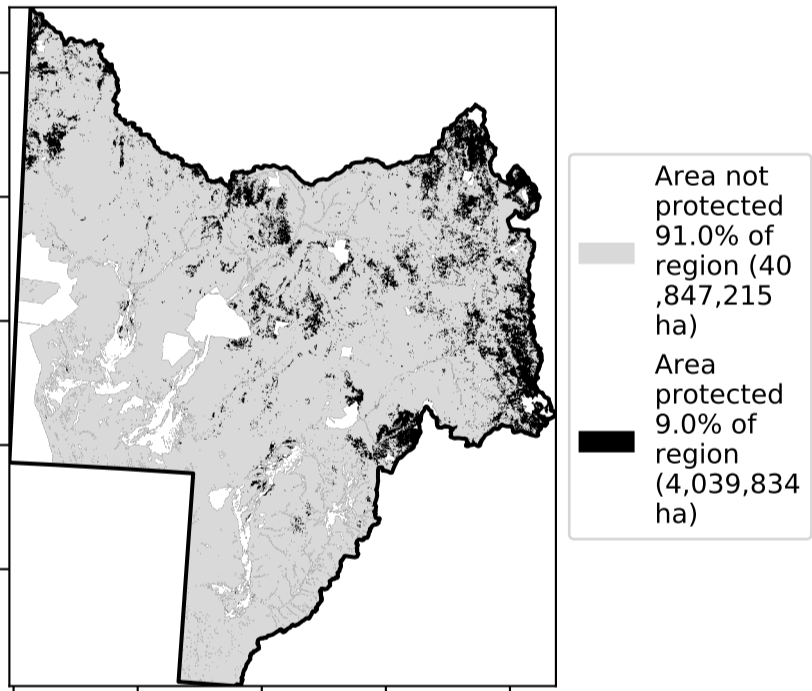 Area not
protected
91.0% of
region (40
,847,215
ha)
Area
protected
9.0% of
region
(4,039,834
ha)